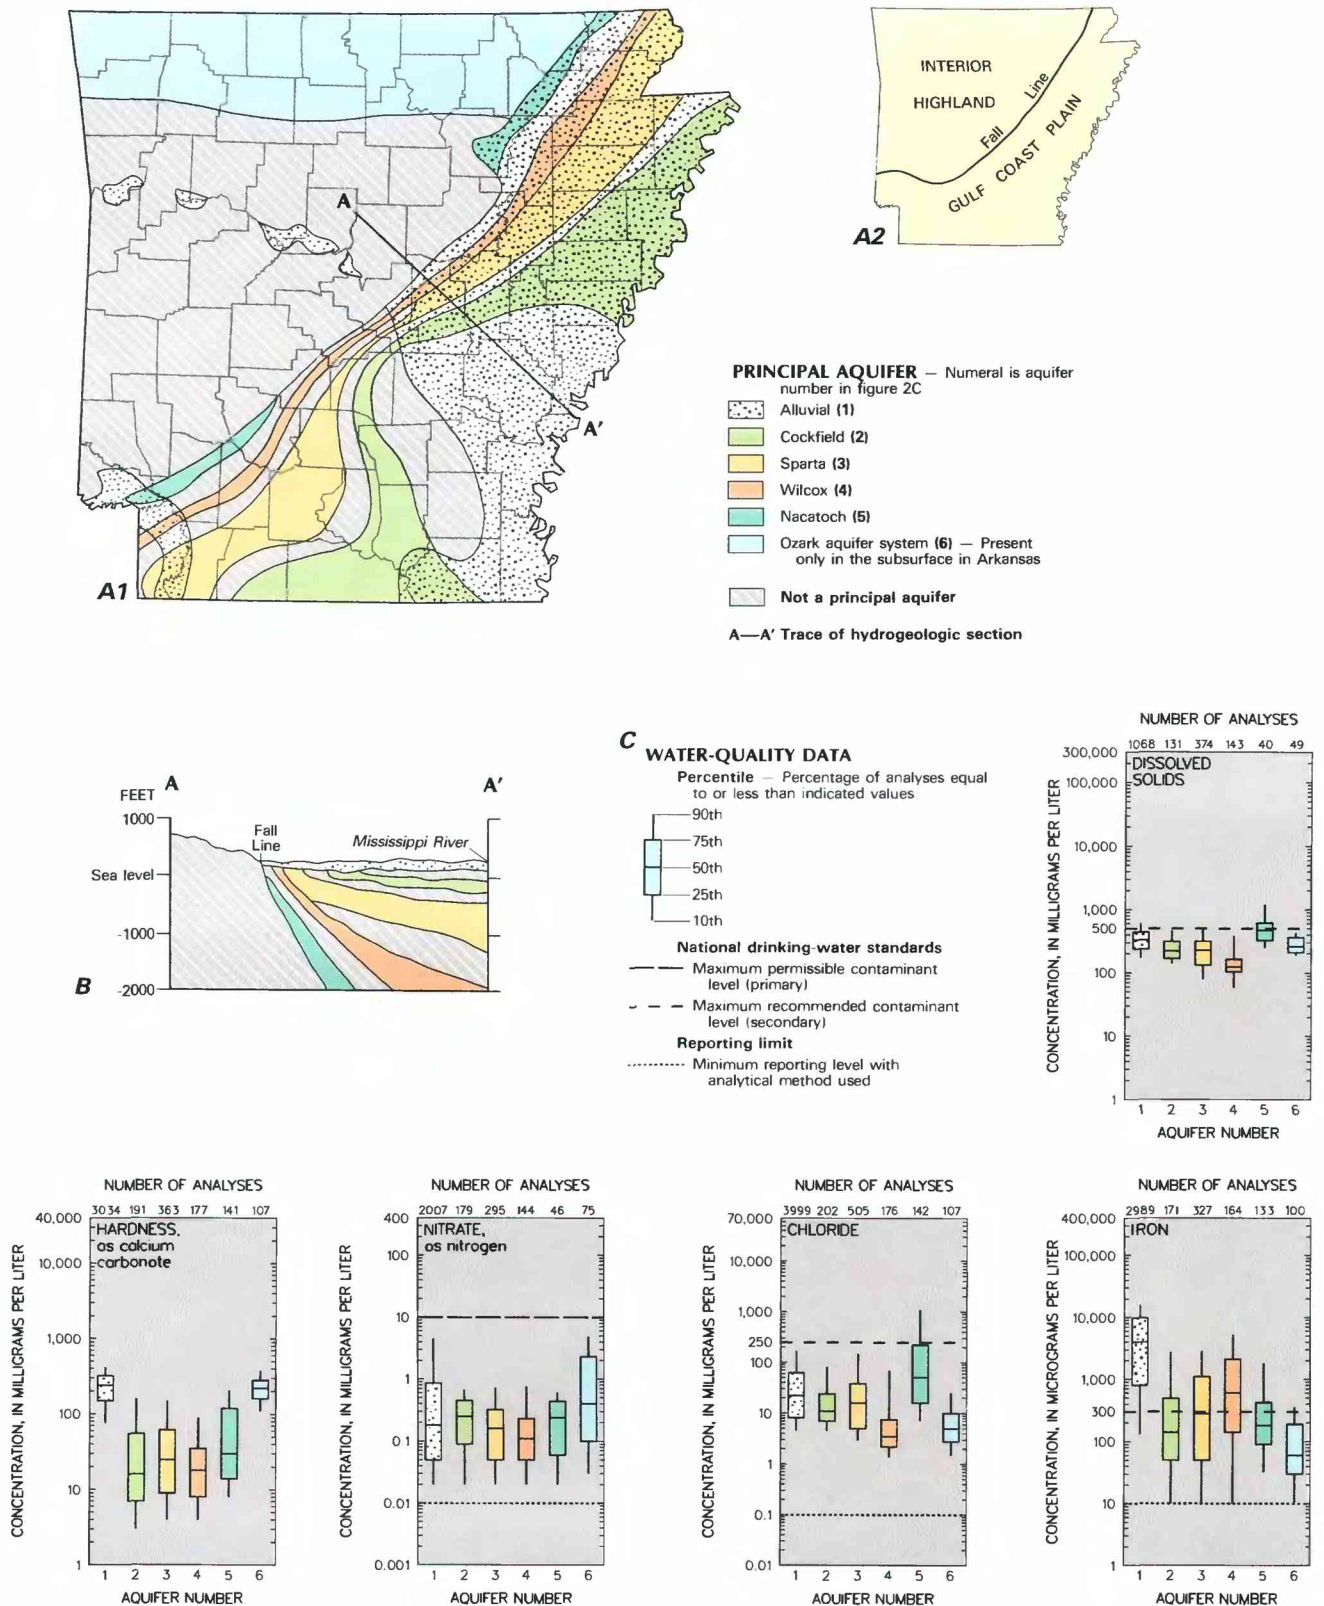 A
A'
A1
INTERIOR
HIGHLAND
Fall Line
GULF COAST PLAIN
A2
PRINCIPAL AQUIFER — Numeral is aquifer
number in figure 2C
Alluvial (1)
Cockfield (2)
Sparta (3)
Wilcox (4)
Nacatoch (5)
Ozark aquifer system (6) — Present
only in the subsurface in Arkansas
Not a principal aquifer
A—A' Trace of hydrogeologic section
A
A'
FEET
1000
Fall
Line
Mississippi River
Sea level
-1000
-2000
B
C
WATER-QUALITY DATA
Percentile — Percentage of analyses equal
to or less than indicated values
90th
75th
50th
25th
10th
National drinking-water standards
Maximum permissible contaminant
level (primary)
Maximum recommended contaminant
level (secondary)
Reporting limit
Minimum reporting level with
analytical method used
NUMBER OF ANALYSES
1068 131 374 143 40 49
DISSOLVED
SOLIDS
CONCENTRATION, IN MILLIGRAMS PER LITER
300,000
100,000
10,000
1,000
500
100
10
1
1 2 3 4 5 6
AQUIFER NUMBER
NUMBER OF ANALYSES
3034 191 363 177 141 107
HARDNESS,
as calcium
carbonate
CONCENTRATION, IN MILLIGRAMS PER LITER
40,000
10,000
1,000
100
10
1
1 2 3 4 5 6
AQUIFER NUMBER
NUMBER OF ANALYSES
2007 179 295 144 46 75
NITRATE,
as nitrogen
CONCENTRATION, IN MILLIGRAMS PER LITER
400
100
10
1
0.1
0.01
0.001
1 2 3 4 5 6
AQUIFER NUMBER
NUMBER OF ANALYSES
3999 202 505 176 142 107
CHLORIDE
CONCENTRATION, IN MILLIGRAMS PER LITER
70,000
10,000
1,000
250
100
10
1
0.1
0.01
1 2 3 4 5 6
AQUIFER NUMBER
NUMBER OF ANALYSES
2989 171 327 164 133 100
IRON
CONCENTRATION, IN MICROGRAMS PER LITER
400,000
100,000
10,000
1,000
300
100
10
1
1 2 3 4 5 6
AQUIFER NUMBER